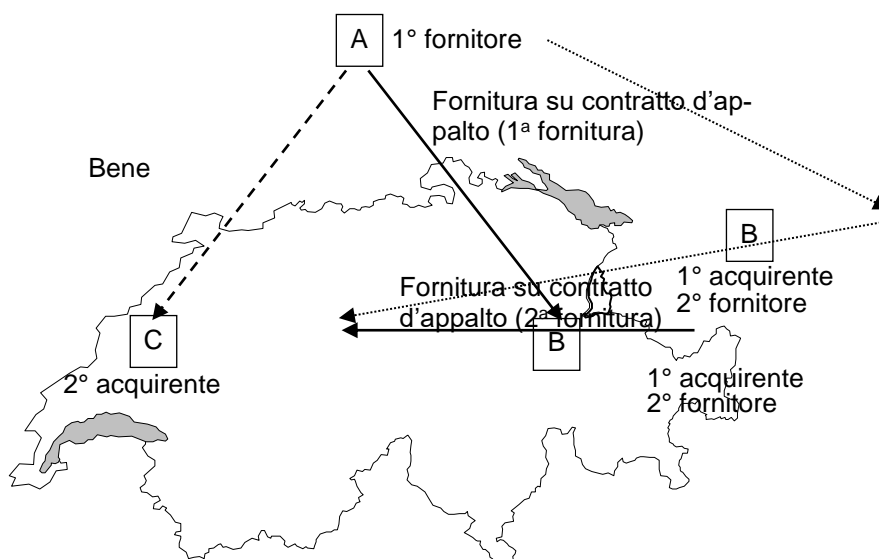 A
1° fornitore
Fornitura su contratto d'ap-
palto (1ª fornitura)
Bene
B
1° acquirente
2° fornitore
Fornitura su contratto
d'appalto (2ª fornitura)
C
B
2° acquirente
1° acquirente
2° fornitore